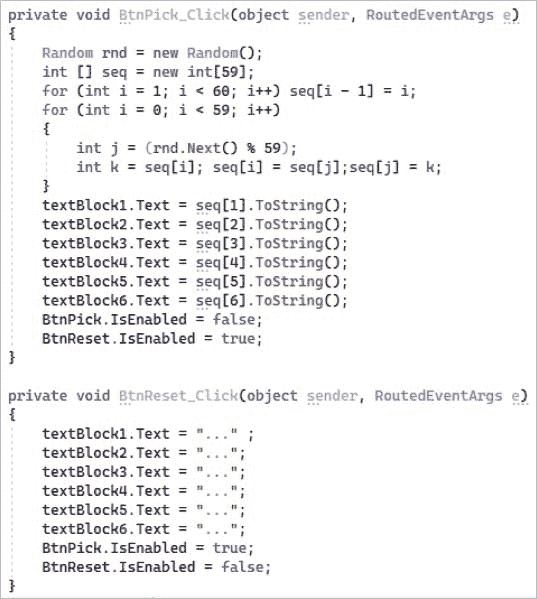 private void BtnPick_Click(object sender, RoutedEventArgs e)
{
    Random rnd = new Random();
    int [] seq = new int[59];
    for (int i = 1; i < 60; i++) seq[i - 1] = i;
    for (int i = 0; i < 59; i++)
    {
        int j = (rnd.Next() % 59);
        int k = seq[i]; seq[i] = seq[j];seq[j] = k;
    }
    textBlock1.Text = seq[1].ToString();
    textBlock2.Text = seq[2].ToString();
    textBlock3.Text = seq[3].ToString();
    textBlock4.Text = seq[4].ToString();
    textBlock5.Text = seq[5].ToString();
    textBlock6.Text = seq[6].ToString();
    BtnPick.IsEnabled = false;
    BtnReset.IsEnabled = true;
}
private void BtnReset_Click(object sender, RoutedEventArgs e)
{
    textBlock1.Text = "..." ;
    textBlock2.Text = "...";
    textBlock3.Text = "...";
    textBlock4.Text = "...";
    textBlock5.Text = "...";
    textBlock6.Text = "...";
    BtnPick.IsEnabled = true;
    BtnReset.IsEnabled = false;
}